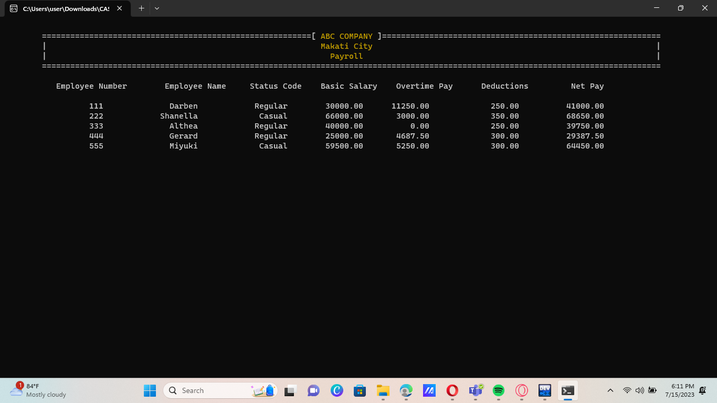 C:\Users\user\Downloads\CAS
[ ABC COMPANY ]
Makati City
Payroll
Employee Number Employee Name Status Code Basic Salary Overtime Pay Deductions Net Pay
111 Darben Regular 30000.00 11250.00 250.00 41000.00
222 Shanella Casual 66000.00 3000.00 350.00 68650.00
333 Althea Regular 40000.00 0.00 250.00 39750.00
444 Gerard Regular 25000.00 4687.50 300.00 29387.50
555 Miyuki Casual 59500.00 5250.00 300.00 64450.00
1
84°F
Mostly cloudy
Search
6:11 PM
7/15/2023